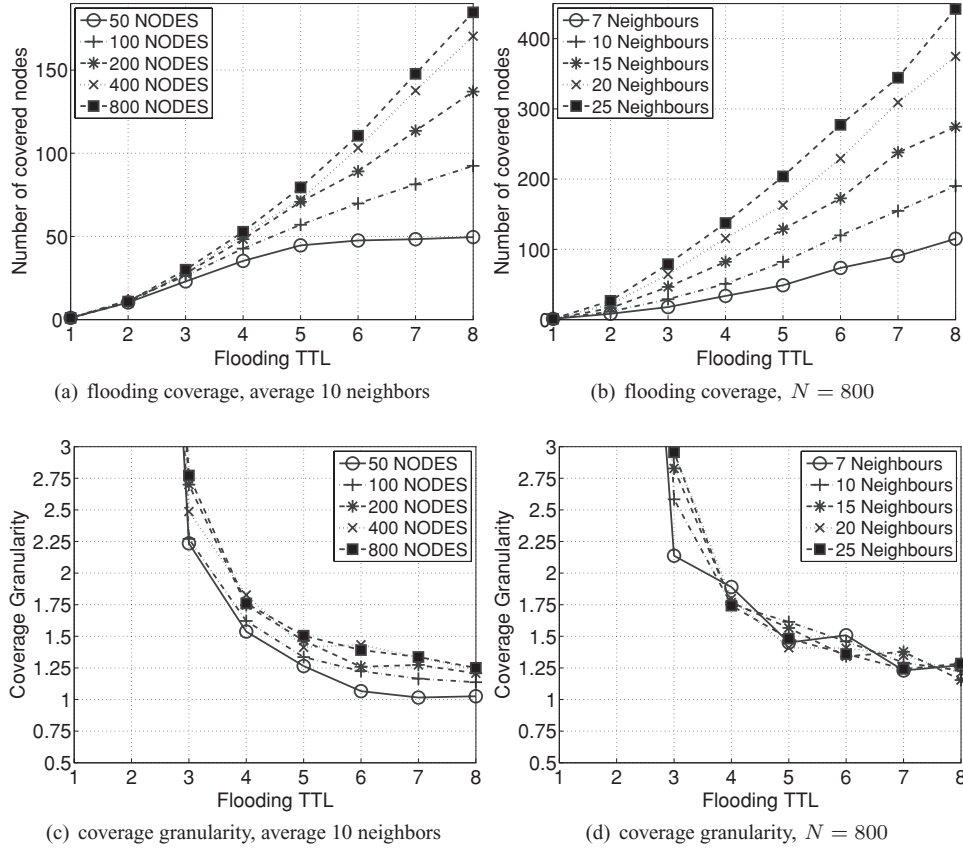 50 NODES
100 NODES
200 NODES
400 NODES
800 NODES
Number of covered nodes
150
100
50
0
1 2 3 4 5 6 7 8
Flooding TTL
(a) flooding coverage, average 10 neighbors
7 Neighbours
10 Neighbours
15 Neighbours
20 Neighbours
25 Neighbours
Number of covered nodes
400
300
200
100
0
1 2 3 4 5 6 7 8
Flooding TTL
(b) flooding coverage, N = 800
50 NODES
100 NODES
200 NODES
400 NODES
800 NODES
Coverage Granularity
3
2.75
2.5
2.25
2
1.75
1.5
1.25
1
0.75
0.5
1 2 3 4 5 6 7 8
Flooding TTL
(c) coverage granularity, average 10 neighbors
7 Neighbours
10 Neighbours
15 Neighbours
20 Neighbours
25 Neighbours
Coverage Granularity
3
2.75
2.5
2.25
2
1.75
1.5
1.25
1
0.75
0.5
1 2 3 4 5 6 7 8
Flooding TTL
(d) coverage granularity, N = 800